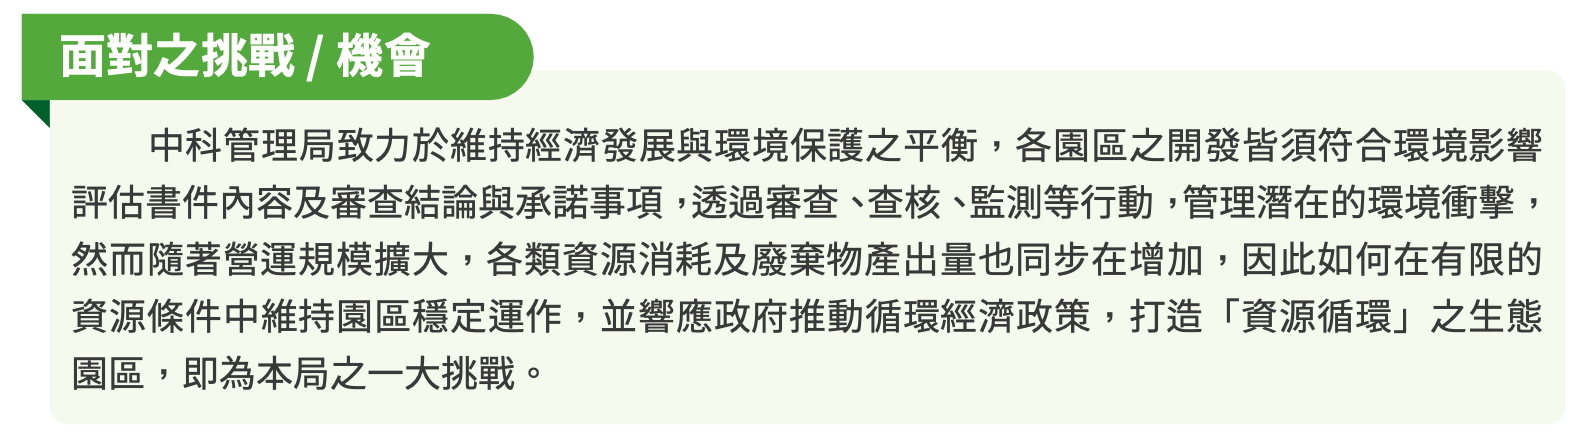 面對之挑戰 / 機會
中科管理局致力於維持經濟發展與環境保護之平衡，各園區之開發皆須符合環境影響
評估書件內容及審查結論與承諾事項，透過審查、查核、監測等行動，管理潛在的環境衝擊，
然而隨著營運規模擴大，各類資源消耗及廢棄物產出量也同步在增加，因此如何在有限的
資源條件中維持園區穩定運作，並響應政府推動循環經濟政策，打造「資源循環」之生態
園區，即為本局之一大挑戰。